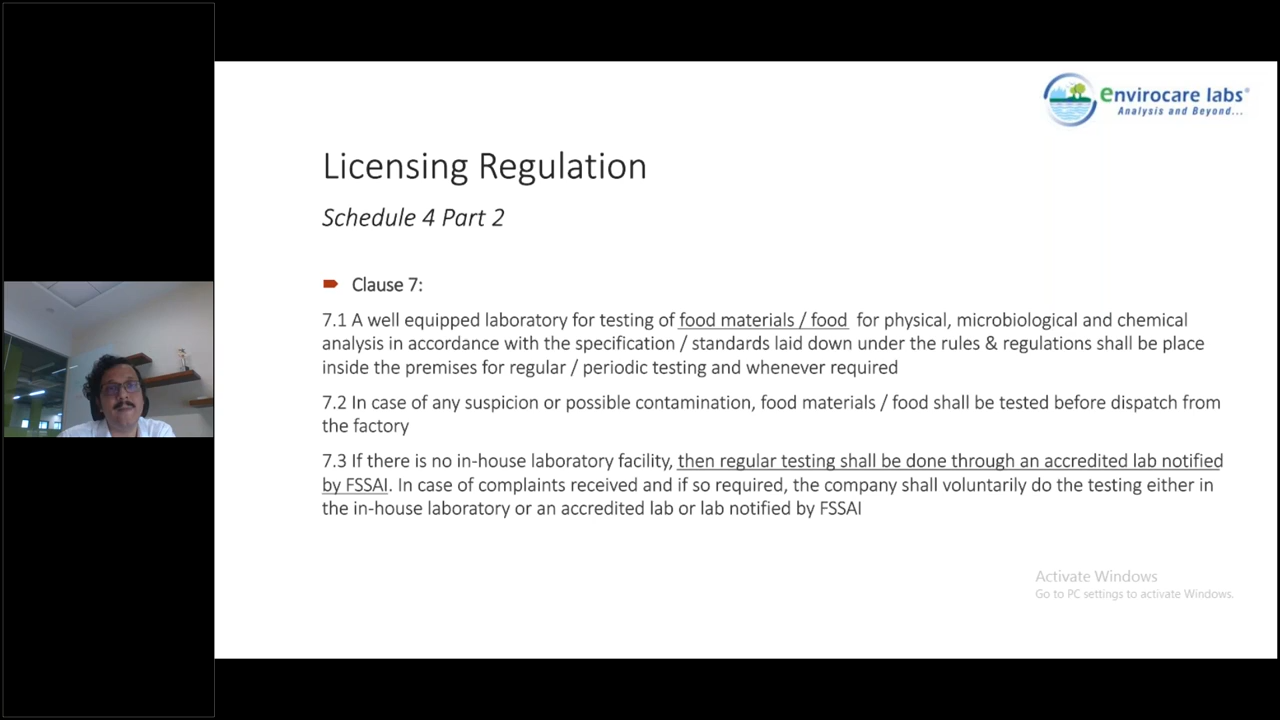 envirocare labs®
Analysis and Beyond...
Licensing Regulation
Schedule 4 Part 2
Clause 7:
7.1 A well equipped laboratory for testing of food materials / food for physical, microbiological and chemical
analysis in accordance with the specification / standards laid down under the rules & regulations shall be place
inside the premises for regular / periodic testing and whenever required
7.2 In case of any suspicion or possible contamination, food materials / food shall be tested before dispatch from
the factory
7.3 If there is no in-house laboratory facility, then regular testing shall be done through an accredited lab notified
by FSSAI. In case of complaints received and if so required, the company shall voluntarily do the testing either in
the in-house laboratory or an accredited lab or lab notified by FSSAI
Activate Windows
Go to PC settings to activate Windows.